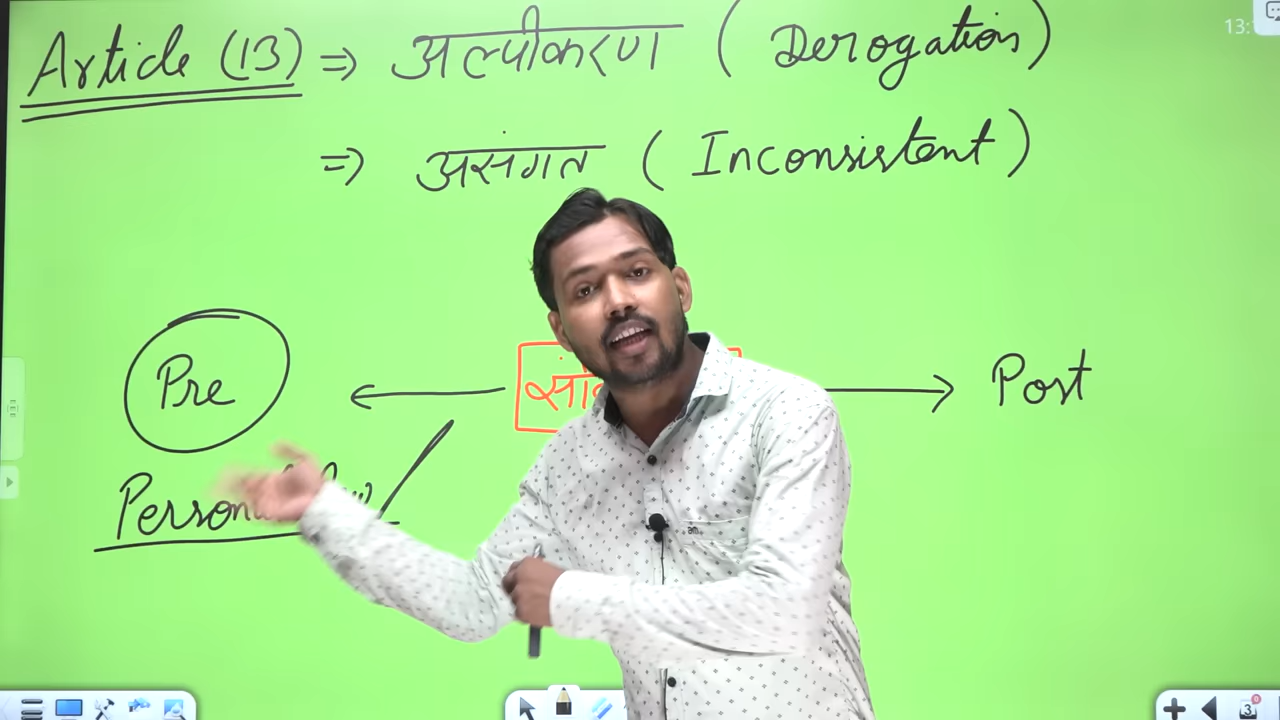 Article (13) ⇒ अल्पीकरण ( Derogation )
⇒ असंगत ( Inconsistent )
Pre ← → Post